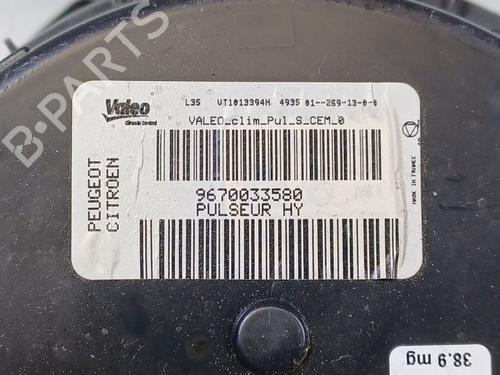 B-PARTS
Valeo
Climate Control
L35 VT1013394H 4935 01--269-13-0-0
VALEO_clim_Pul_S_CEM_0
PEUGEOT
CITROEN
9670033580
PULSEUR HY
MADE IN FRANCE
38.9 mg